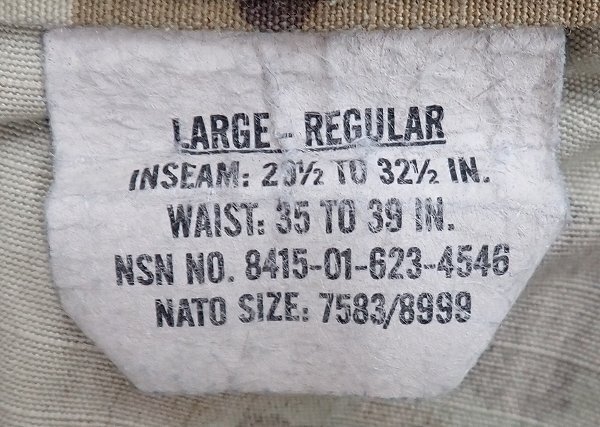 LARGE - REGULAR
INSEAM: 29½ TO 32½ IN.
WAIST: 35 TO 39 IN.
NSN NO. 8415-01-623-4546
NATO SIZE: 7583/8999